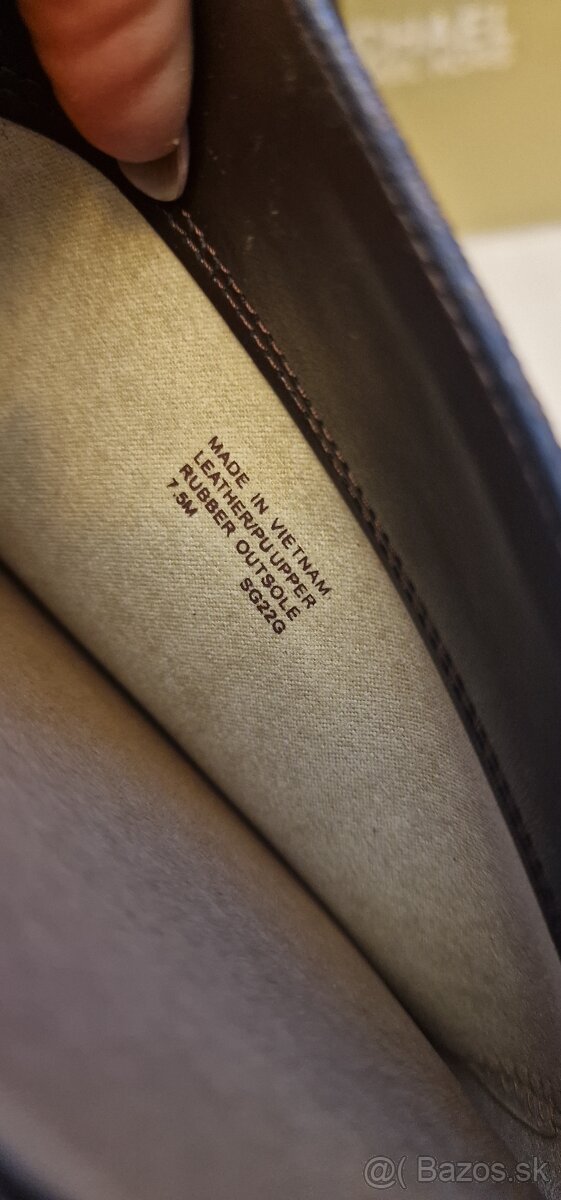 MADE IN VIETNAM
LEATHER/PU UPPER
RUBBER OUTSOLE
7.5M SG22G
@( Bazos.sk